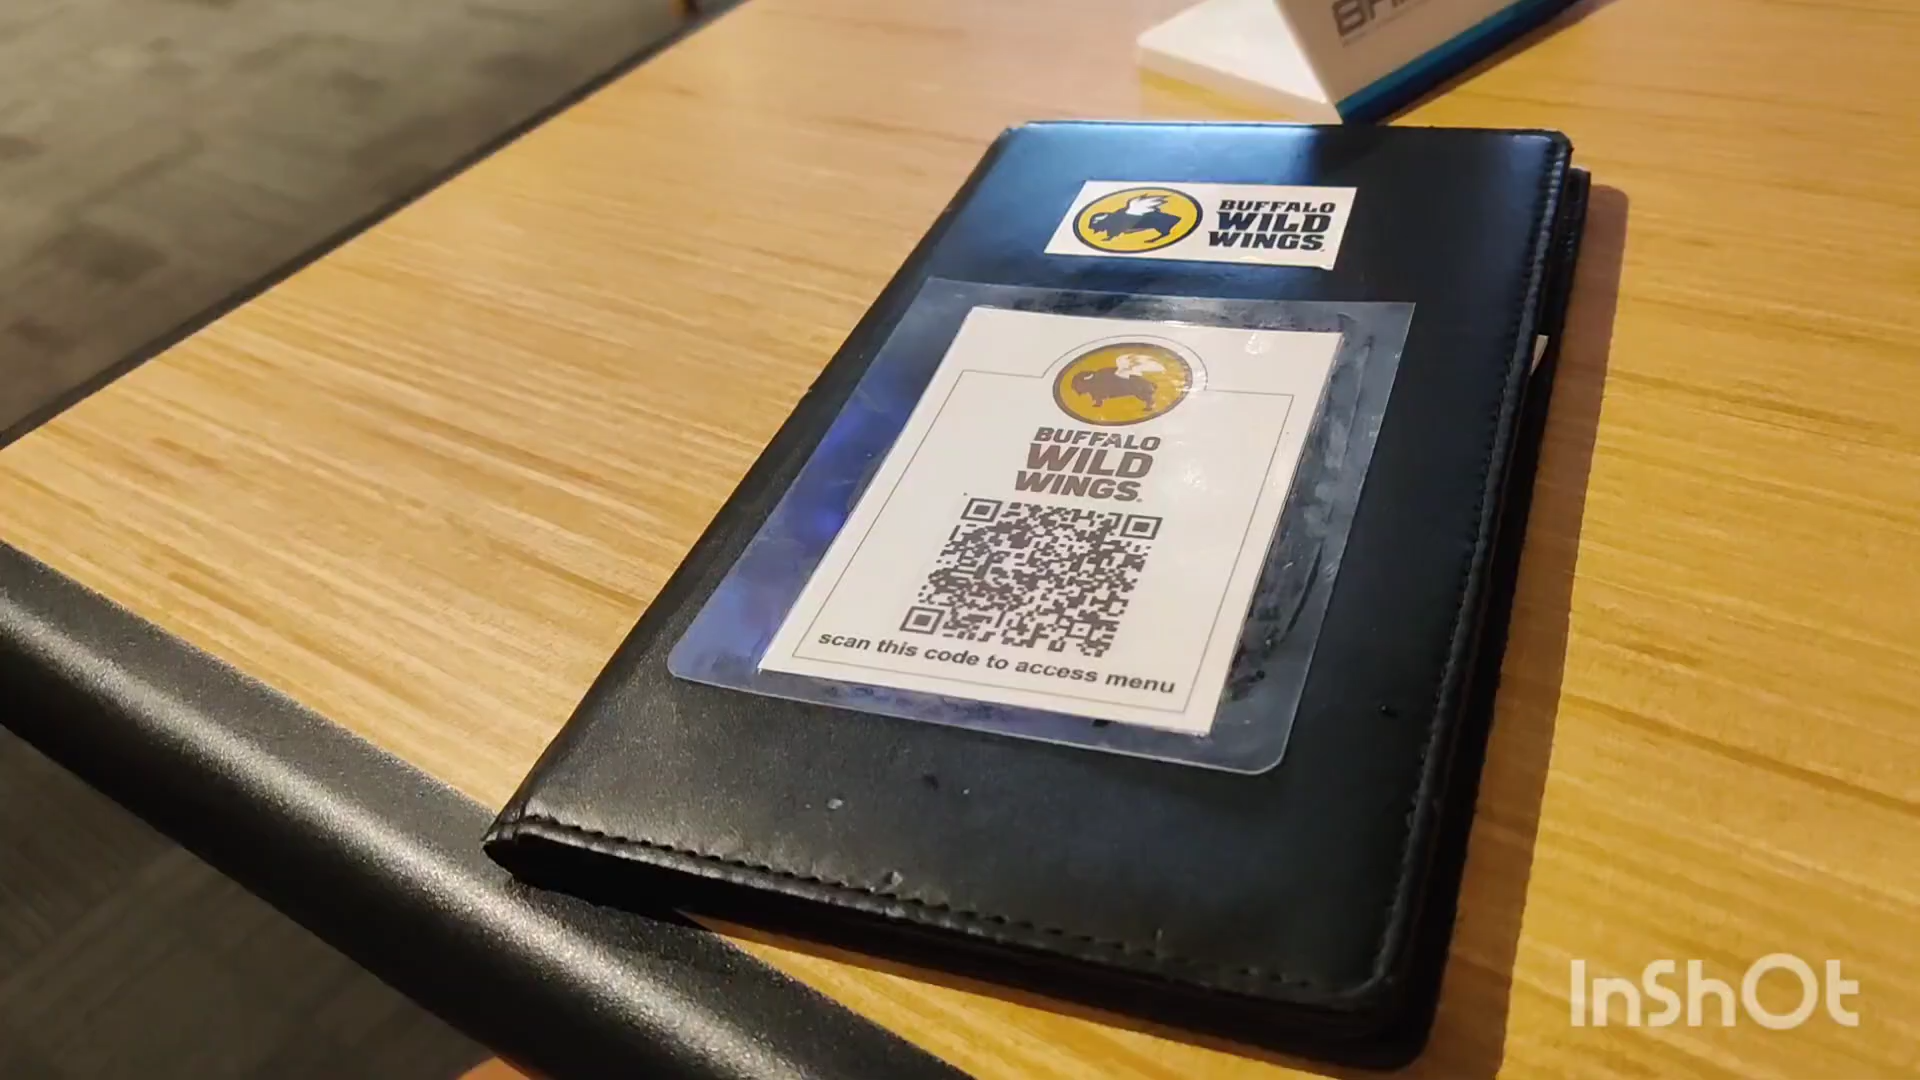 BUFFALO
WILD
WINGS
BUFFALO
WILD
WINGS
scan this code to access menu
InShOt